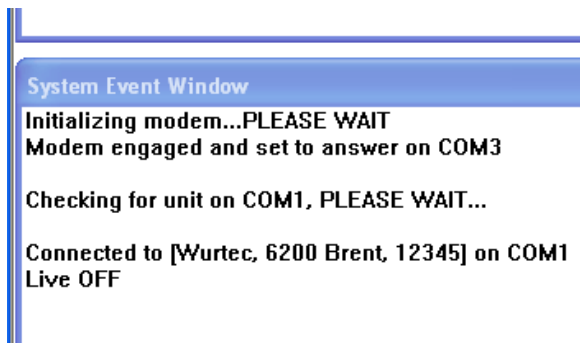 System Event Window
Initializing modem...PLEASE WAIT
Modem engaged and set to answer on COM3
Checking for unit on COM1, PLEASE WAIT...
Connected to [Wurtec, 6200 Brent, 12345] on COM1
Live OFF